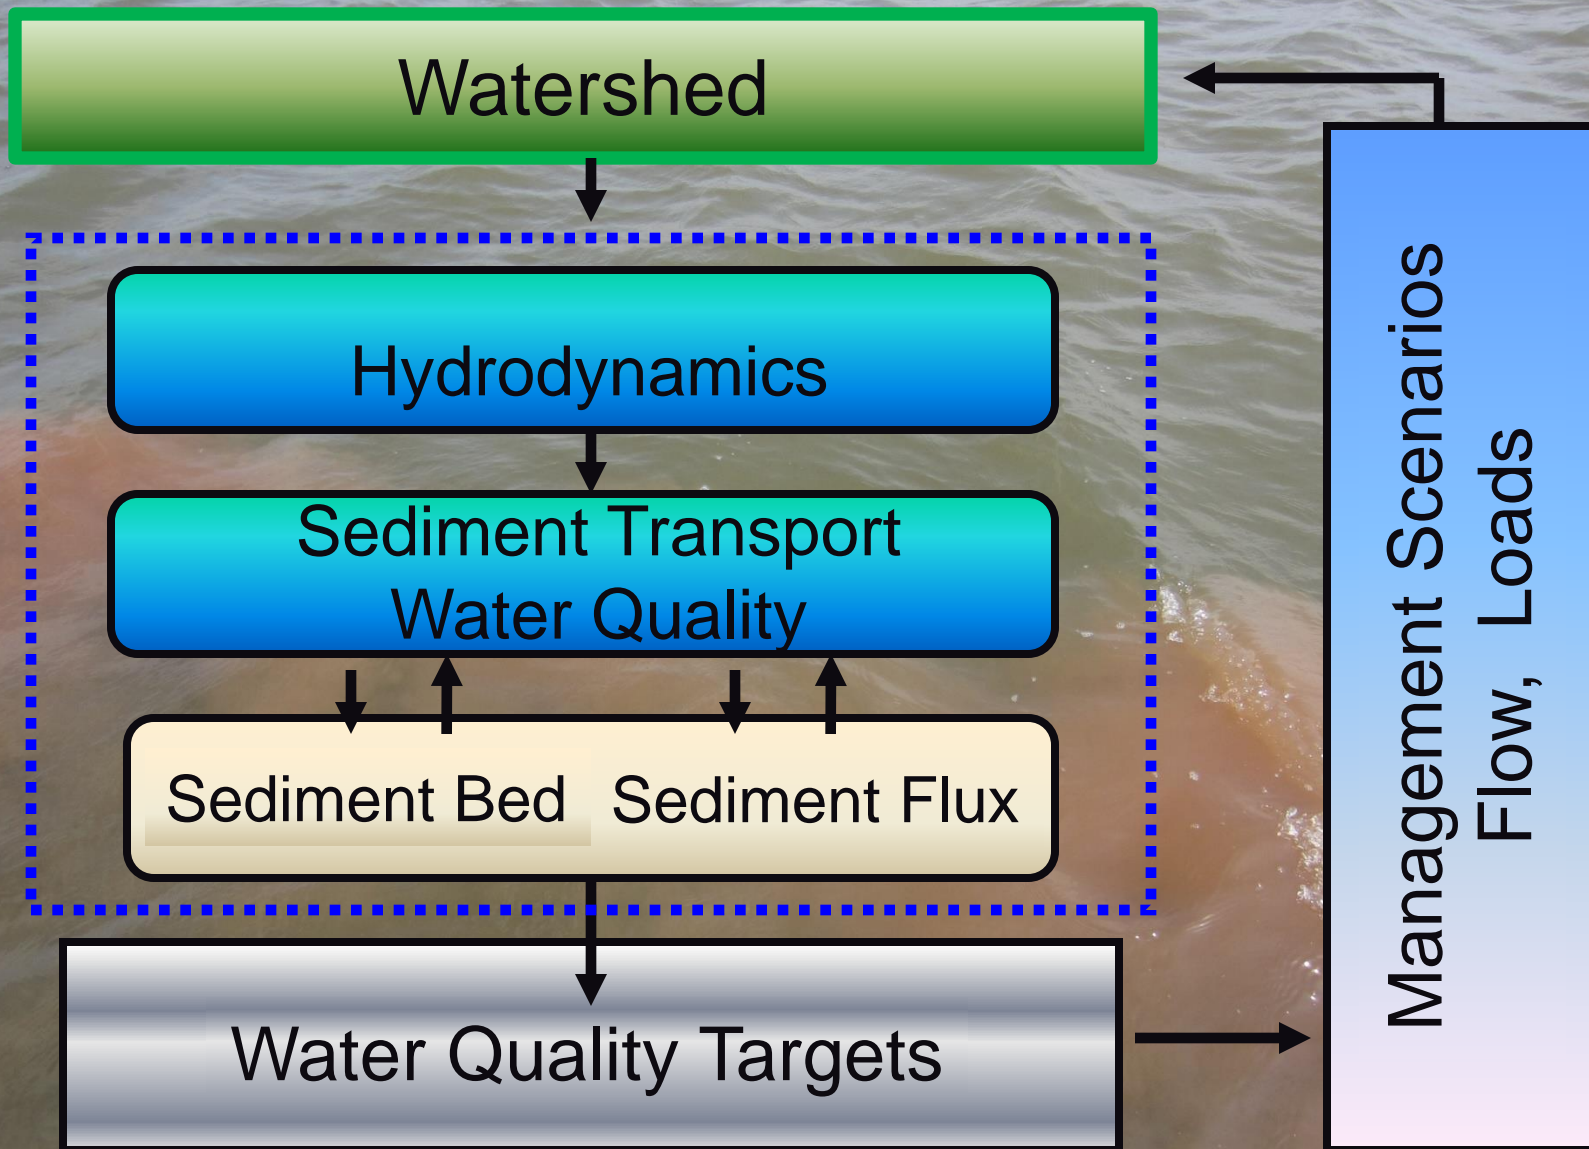 Watershed
Hydrodynamics
Sediment Transport
Water Quality
Sediment Bed
Sediment Flux
Water Quality Targets
Management Scenarios
Flow, Loads